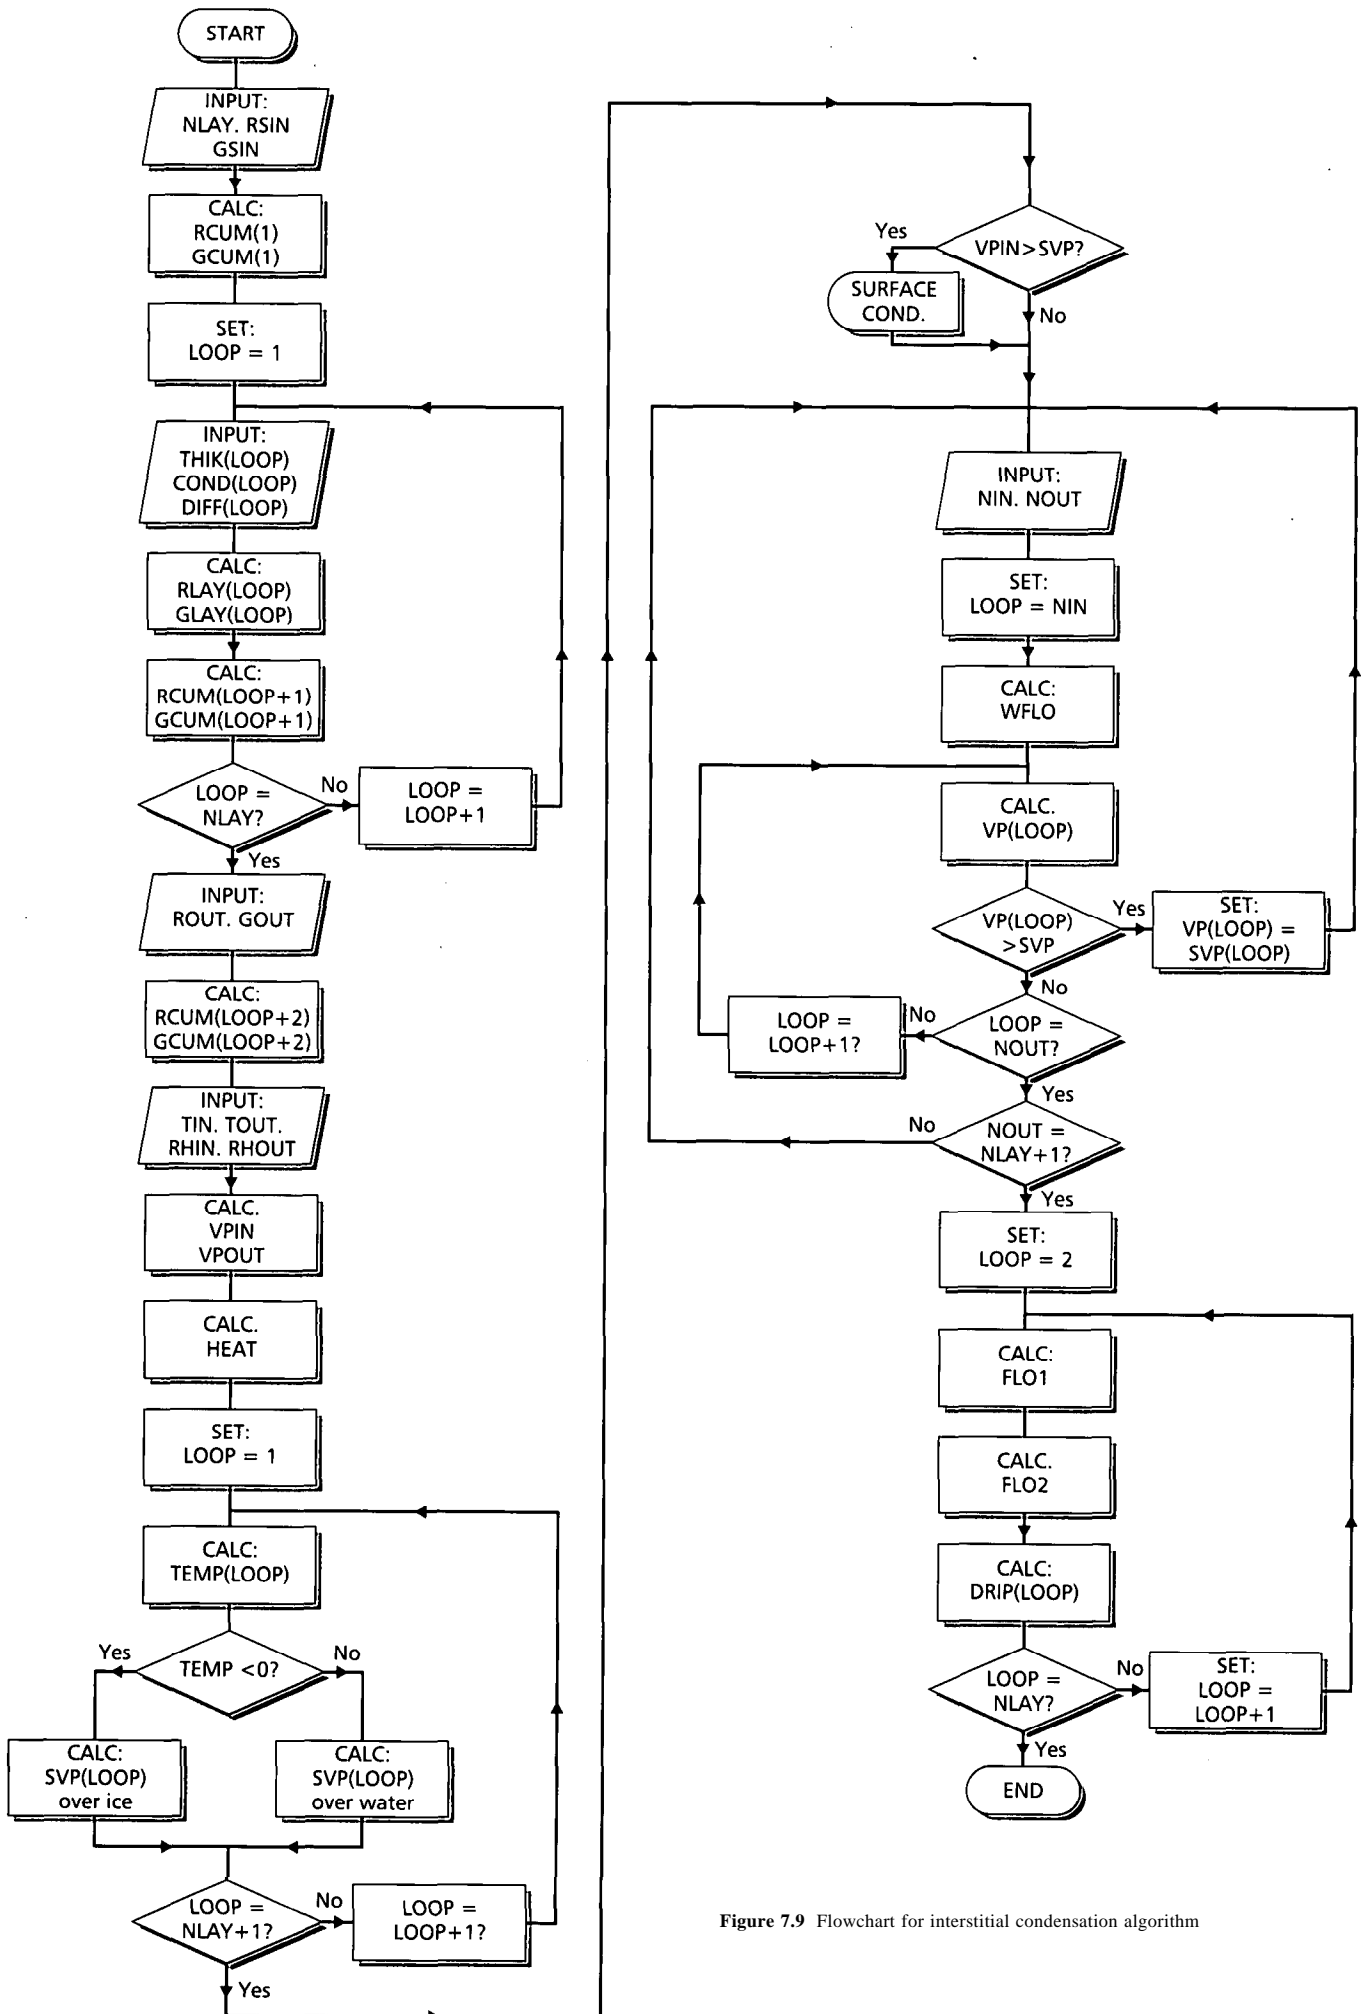 START
INPUT:
NLAY. RSIN
GSIN
CALC:
RCUM(1)
GCUM(1)
SET:
LOOP = 1
INPUT:
THIK(LOOP)
COND(LOOP)
DIFF(LOOP)
CALC:
RLAY(LOOP)
GLAY(LOOP)
CALC:
RCUM(LOOP+1)
GCUM(LOOP+1)
LOOP =
NLAY?
No
LOOP =
LOOP+1
Yes
INPUT:
ROUT. GOUT
CALC:
RCUM(LOOP+2)
GCUM(LOOP+2)
INPUT:
TIN. TOUT.
RHIN. RHOUT
CALC.
VPIN
VPOUT
CALC.
HEAT
SET:
LOOP = 1
CALC:
TEMP(LOOP)
TEMP <0?
Yes
No
CALC:
SVP(LOOP)
over ice
CALC:
SVP(LOOP)
over water
LOOP =
NLAY+1?
No
LOOP =
LOOP+1?
Yes
VPIN>SVP?
Yes
SURFACE
COND.
No
INPUT:
NIN. NOUT
SET:
LOOP = NIN
CALC:
WFLO
CALC.
VP(LOOP)
VP(LOOP)
>SVP
Yes
SET:
VP(LOOP) =
SVP(LOOP)
No
LOOP =
NOUT?
No
LOOP =
LOOP+1?
Yes
NOUT =
NLAY+1?
No
Yes
SET:
LOOP = 2
CALC:
FLO1
CALC.
FLO2
CALC:
DRIP(LOOP)
LOOP =
NLAY?
No
SET:
LOOP =
LOOP+1
Yes
END
Figure 7.9 Flowchart for interstitial condensation algorithm